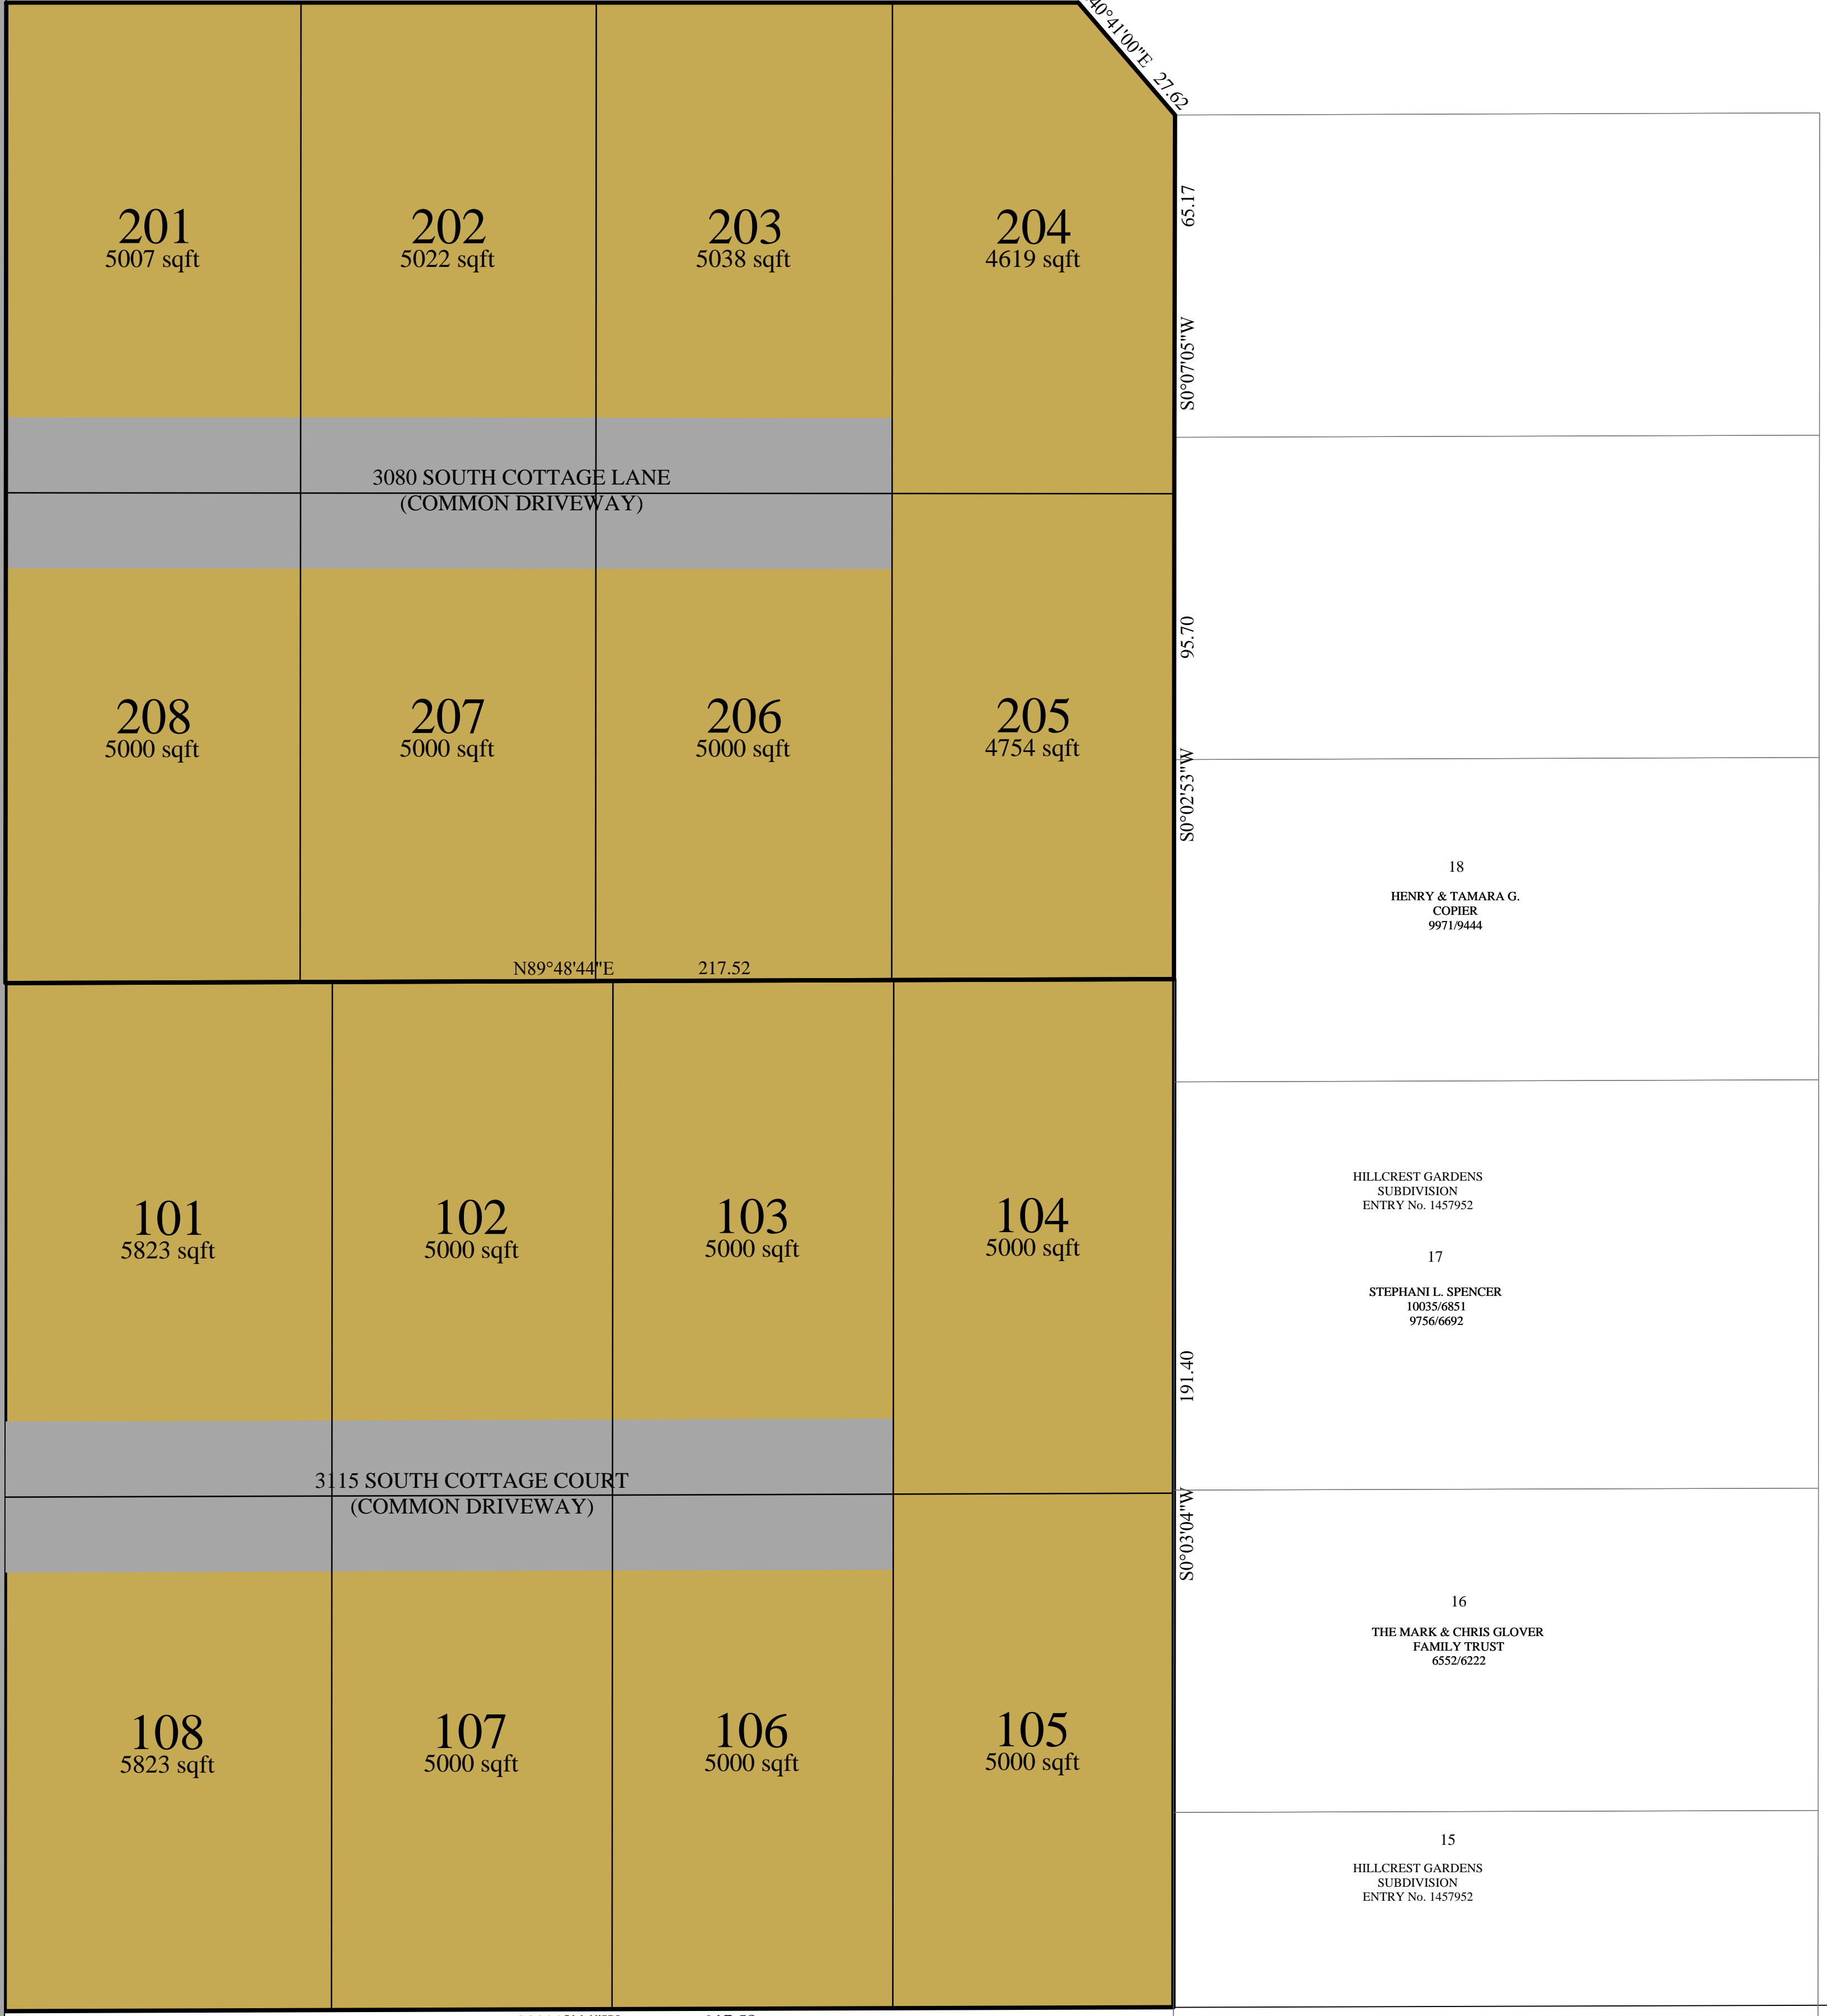 40°41'00"E 27.62
201
5007 sqft
202
5022 sqft
203
5038 sqft
204
4619 sqft
65.17
S0°07'05"W
3080 SOUTH COTTAGE LANE
(COMMON DRIVEWAY)
208
5000 sqft
207
5000 sqft
206
5000 sqft
205
4754 sqft
95.70
S0°02'53"W
18
HENRY & TAMARA G.
COPIER
9971/9444
N89°48'44"E 217.52
101
5823 sqft
102
5000 sqft
103
5000 sqft
104
5000 sqft
HILLCREST GARDENS
SUBDIVISION
ENTRY No. 1457952
17
STEPHANI L. SPENCER
10035/6851
9756/6692
191.40
S0°03'04"W
3115 SOUTH COTTAGE COURT
(COMMON DRIVEWAY)
16
THE MARK & CHRIS GLOVER
FAMILY TRUST
6552/6222
108
5823 sqft
107
5000 sqft
106
5000 sqft
105
5000 sqft
15
HILLCREST GARDENS
SUBDIVISION
ENTRY No. 1457952